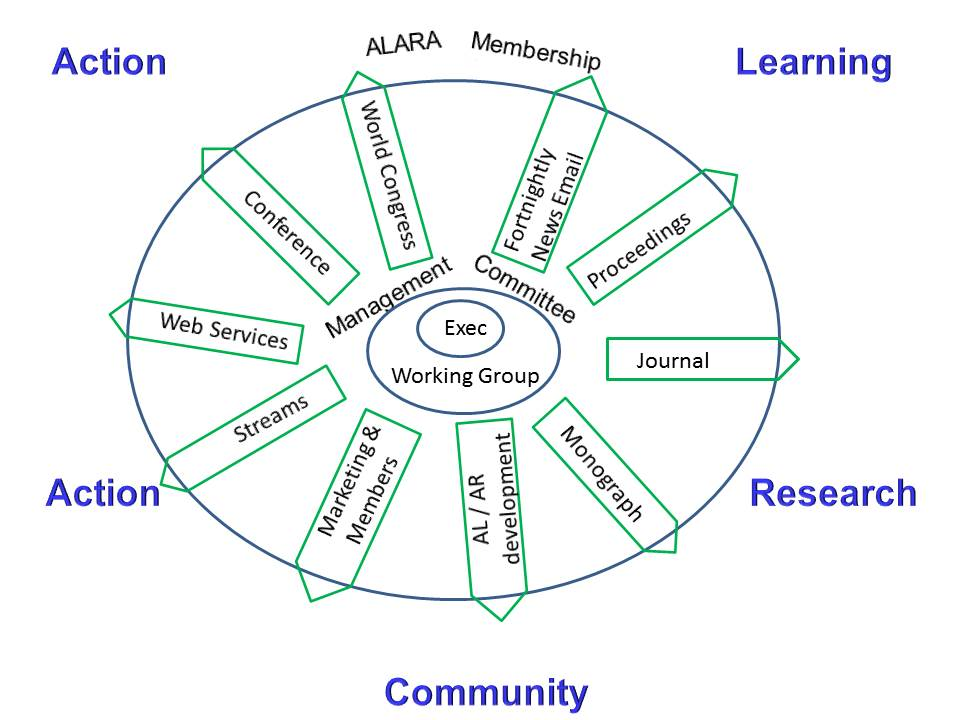 Action
Learning
ALARA Membership
World Congress
Fortnightly
News Email
Conference
Proceedings
Management Committee
Web Services
Exec
Working Group
Journal
Streams
Marketing &
Members
AL / AR
development
Monograph
Action
Research
Community